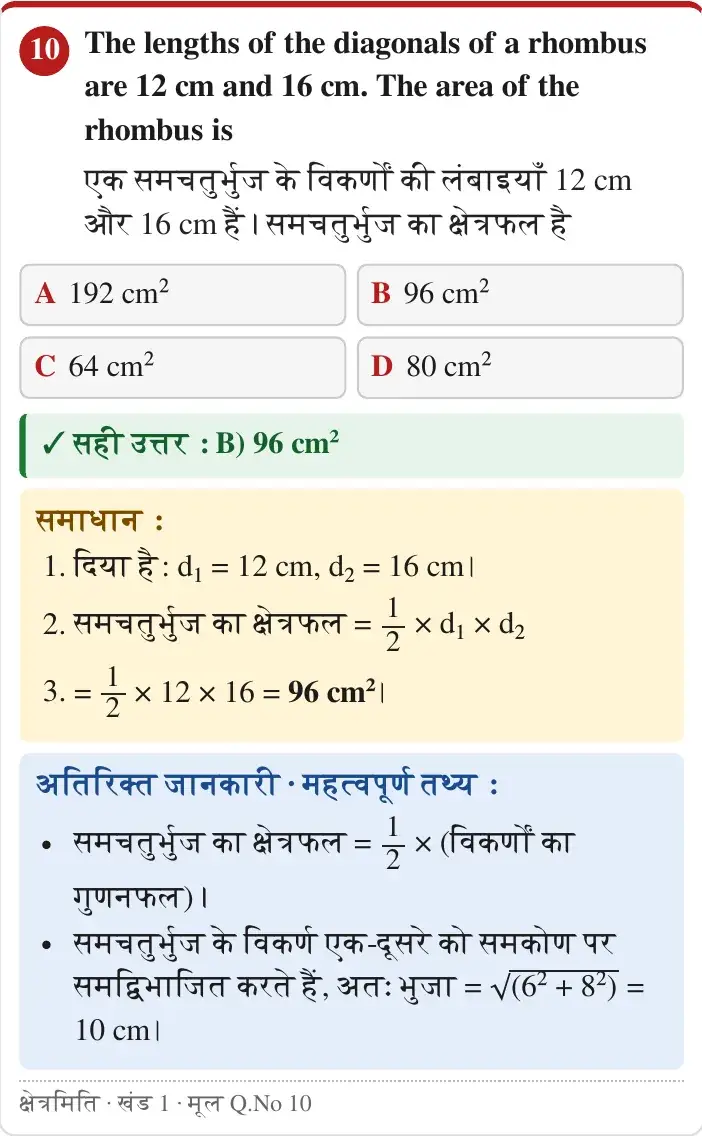 10 The lengths of the diagonals of a rhombus
are 12 cm and 16 cm. The area of the
rhombus is
एक समचतुर्भुज के विकर्णों की लंबाइयाँ 12 cm
और 16 cm हैं। समचतुर्भुज का क्षेत्रफल है
A 192 cm² B 96 cm²
C 64 cm² D 80 cm²
✓ सही उत्तर : B) 96 cm²
समाधान :
1. दिया है : d₁ = 12 cm, d₂ = 16 cm।
2. समचतुर्भुज का क्षेत्रफल = 1/2 × d₁ × d₂
3. = 1/2 × 12 × 16 = 96 cm²।
अतिरिक्त जानकारी · महत्वपूर्ण तथ्य :
• समचतुर्भुज का क्षेत्रफल = 1/2 × (विकर्णों का
गुणनफल)।
• समचतुर्भुज के विकर्ण एक-दूसरे को समकोण पर
समद्विभाजित करते हैं, अतः भुजा = √(6² + 8²) =
10 cm।
क्षेत्रमिति · खंड 1 · मूल Q.No 10